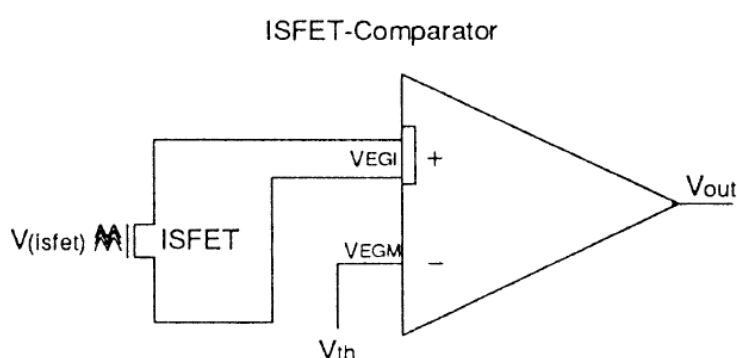 ISFET-Comparator
VEGI +
Vout
V(isfet) ISFET
VEGM −
Vth